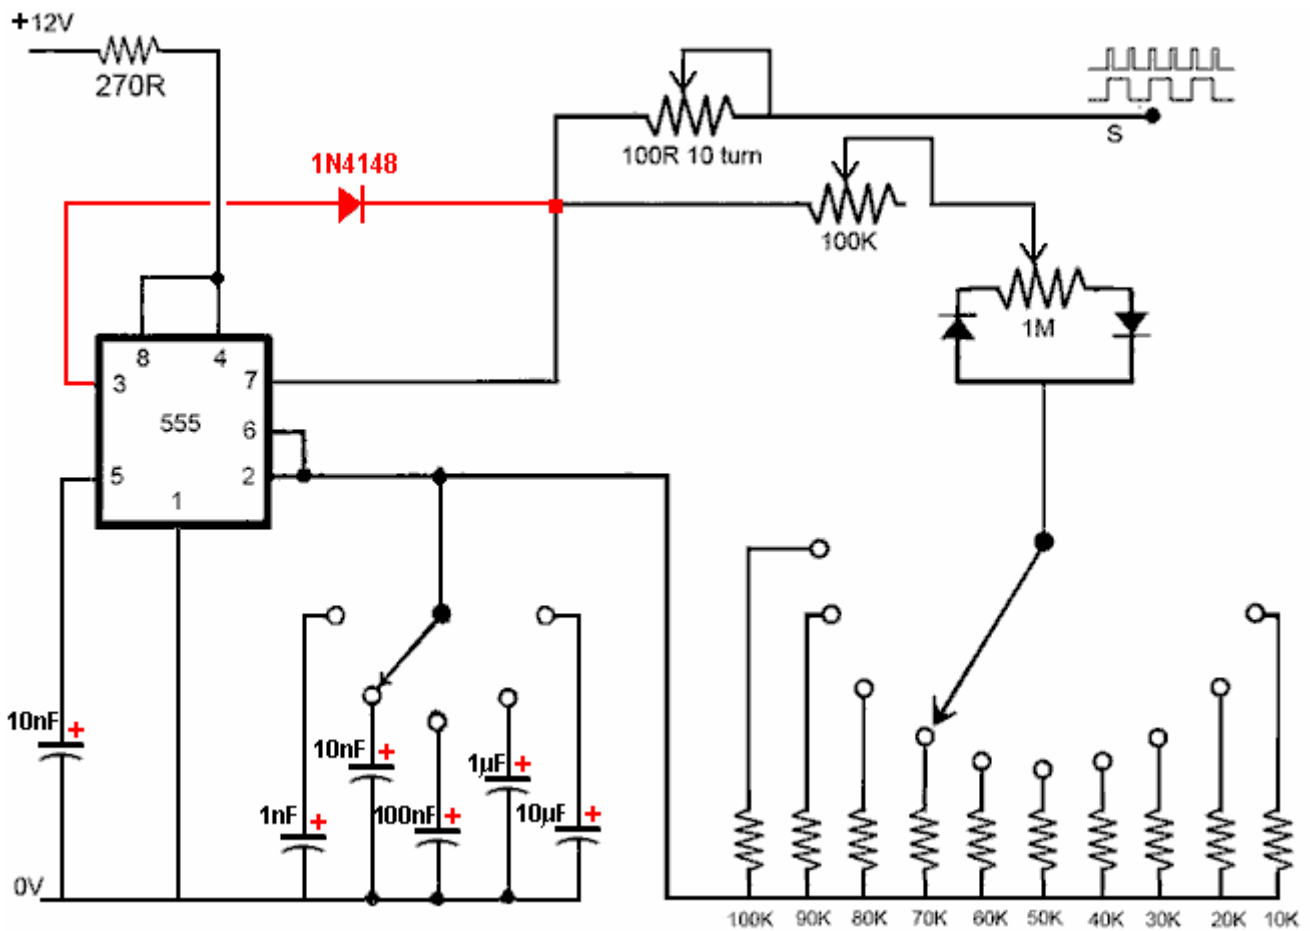 +12V
270R
1N4148
100R 10 turn
S
100K
1M
8 4
3 7
555
6
5 2
1
10nF +
10nF +
1µF +
1nF +
100nF +
10µF +
0V
100K 90K 80K 70K 60K 50K 40K 30K 20K 10K